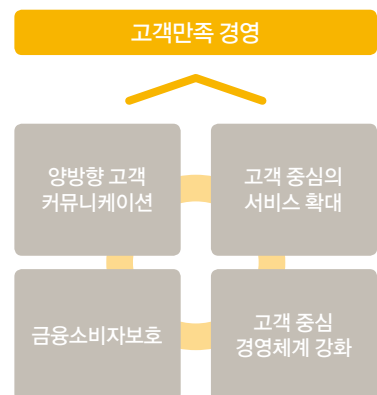 고객만족 경영
양방향 고객
커뮤니케이션
고객 중심의
서비스 확대
금융소비자보호
고객 중심
경영체계 강화